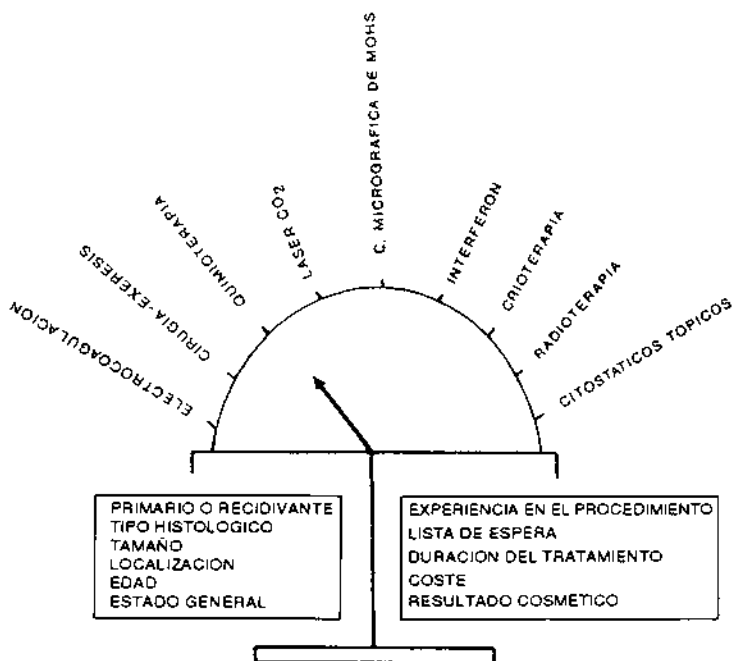 ELECTROCOAGULACION
CIRUGIA-EXERESIS
QUIMIOTERAPIA
LASER CO2
C. MICROGRAFICA DE MOHS
INTERFERON
CRIOTERAPIA
RADIOTERAPIA
CITOSTATICOS TOPICOS
PRIMARIO O RECIDIVANTE
TIPO HISTOLOGICO
TAMAÑO
LOCALIZACION
EDAD
ESTADO GENERAL
EXPERIENCIA EN EL PROCEDIMIENTO
LISTA DE ESPERA
DURACION DEL TRATAMIENTO
COSTE
RESULTADO COSMETICO